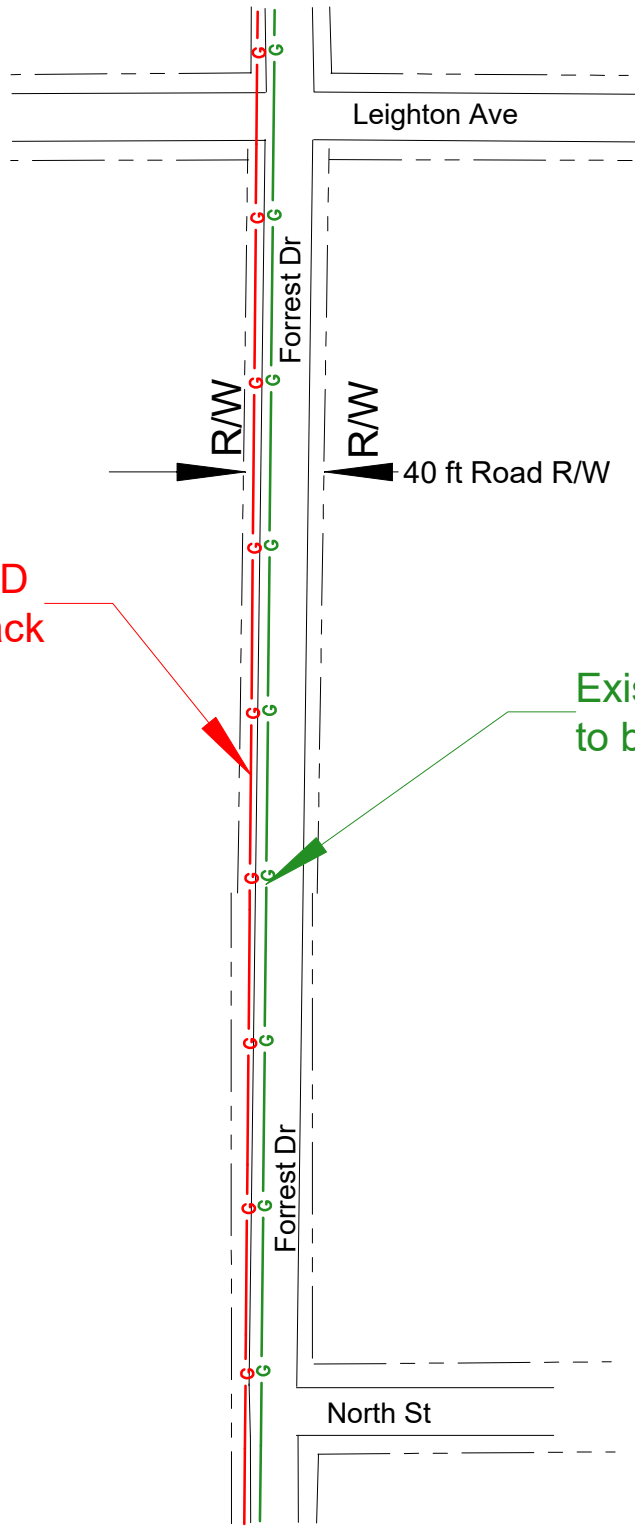 G G
Leighton Ave
G G
Forrest Dr
G G
R/W
R/W
40 ft Road R/W
G G
D
ack
Exis
to b
G G
G G
G G
Forrest Dr
G G
G G
North St